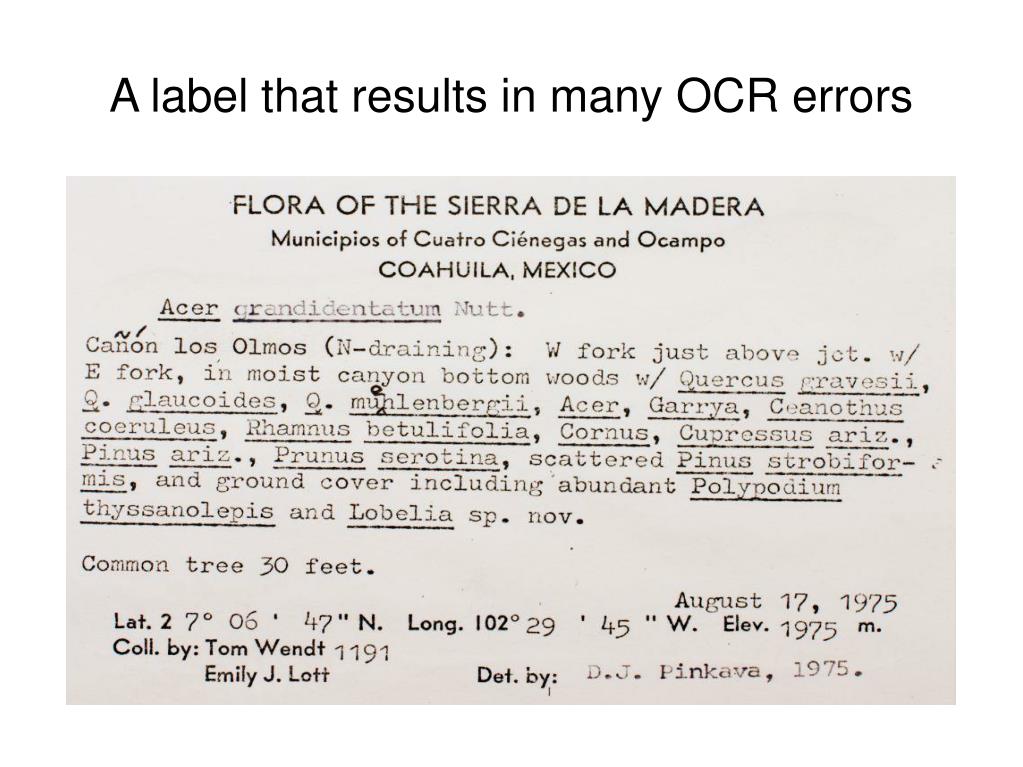 A label that results in many OCR errors
FLORA OF THE SIERRA DE LA MADERA
Municipios of Cuatro Ciénegas and Ocampo
COAHUILA, MEXICO
Acer grandidentatum Nutt.
Cañón los Olmos (N-draining): W fork just above jct. w/
E fork, in moist canyon bottom woods w/ Quercus gravesii,
Q. glaucoides, Q. muehlenbergii, Acer, Garrya, Ceanothus
coeruleus, Rhamnus betulifolia, Cornus, Cupressus ariz.,
Pinus ariz., Prunus serotina, scattered Pinus strobifor-
mis, and ground cover including abundant Polypodium
thyssanolepis and Lobelia sp. nov.
Common tree 30 feet.
August 17, 1975
Lat. 2 7° 06 ' 47" N. Long. 102° 29 ' 45 " W. Elev. 1975 m.
Coll. by: Tom Wendt 1191
Emily J. Lott Det. by: D.J. Pinkava, 1975.